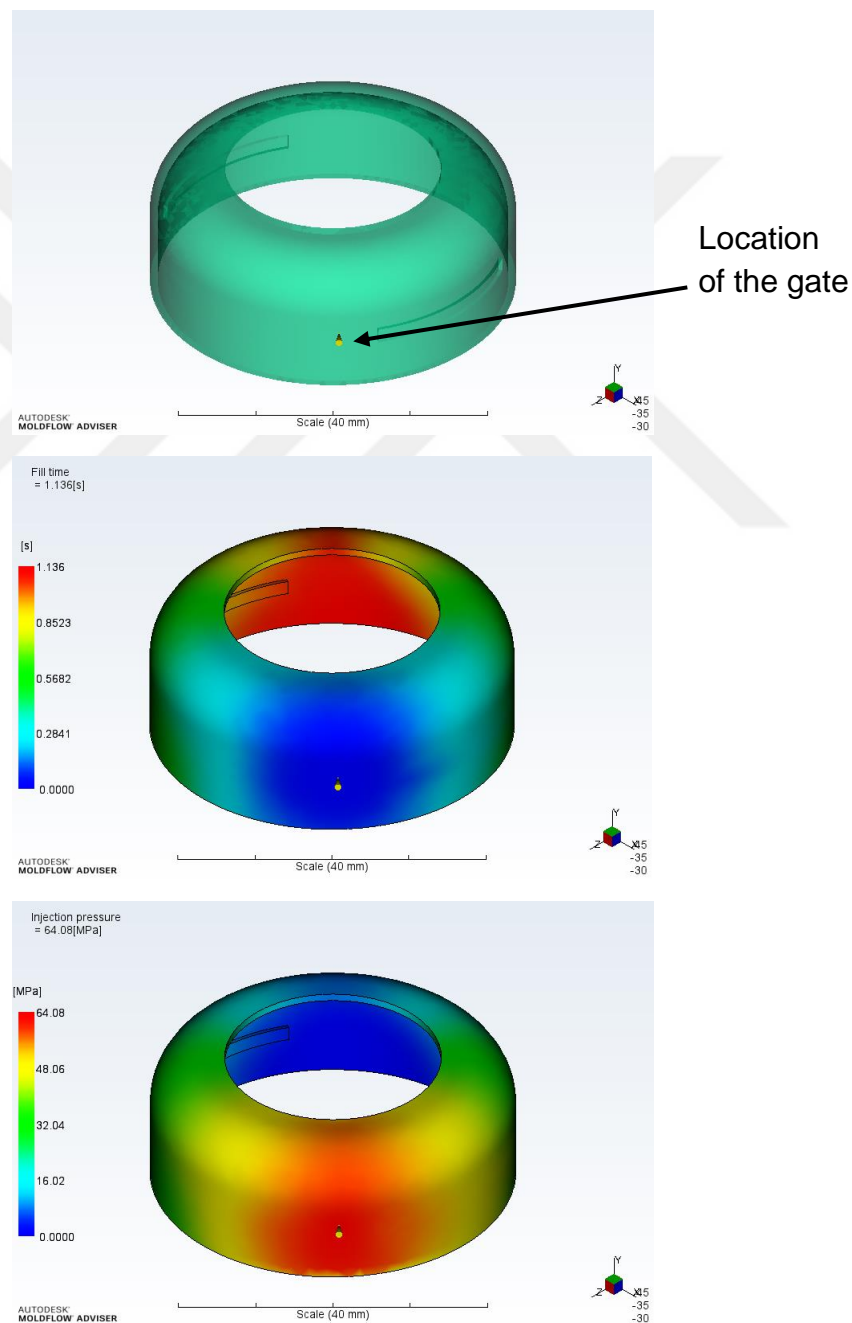 Location
of the gate
Y
Z
X
-45
-35
-30
AUTODESK®
MOLDFLOW® ADVISER
Scale (40 mm)
Fill time
= 1.136[s]
[s]
1.136
0.8523
0.5682
0.2841
0.0000
Y
Z
X
-45
-35
-30
AUTODESK®
MOLDFLOW® ADVISER
Scale (40 mm)
Injection pressure
= 64.08[MPa]
[MPa]
64.08
48.06
32.04
16.02
0.0000
Y
Z
X
-45
-35
-30
AUTODESK®
MOLDFLOW® ADVISER
Scale (40 mm)